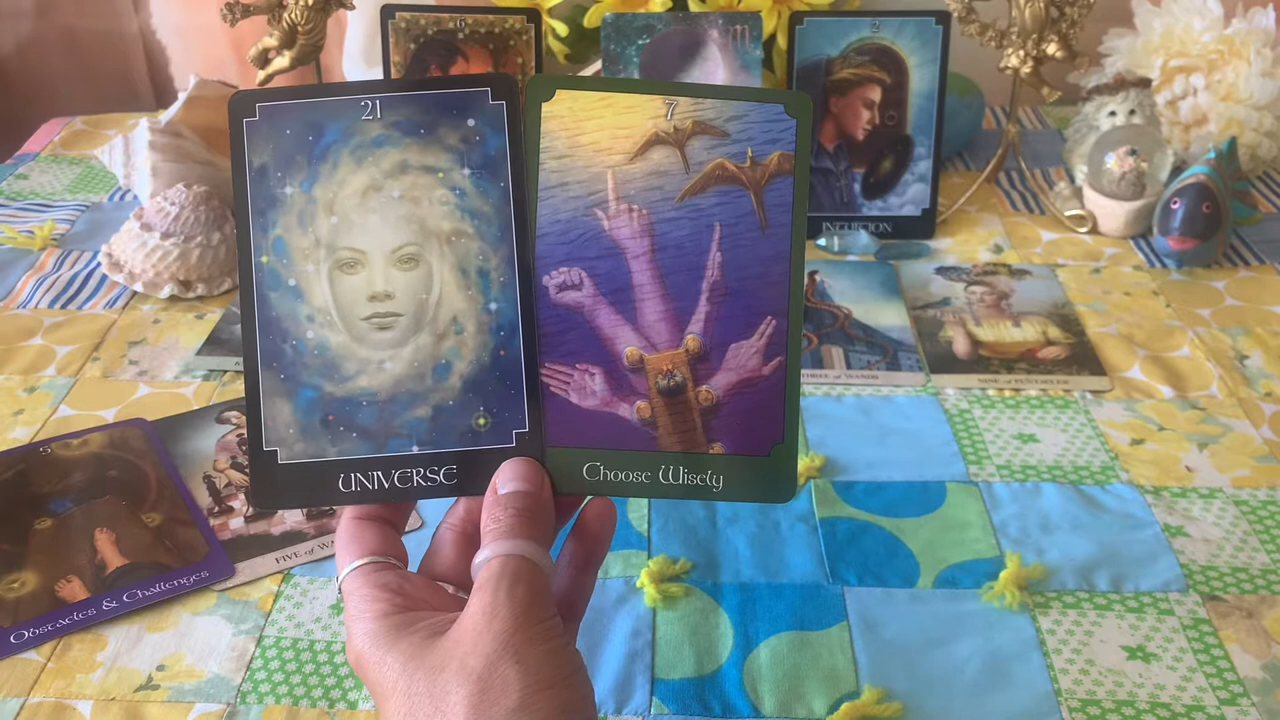 6
2
INTUITION
21
UNIVERSE
7
Choose Wisely
THREE of WANDS
NINE of PENTACLES
5
Obstacles & Challenges
FIVE of WA